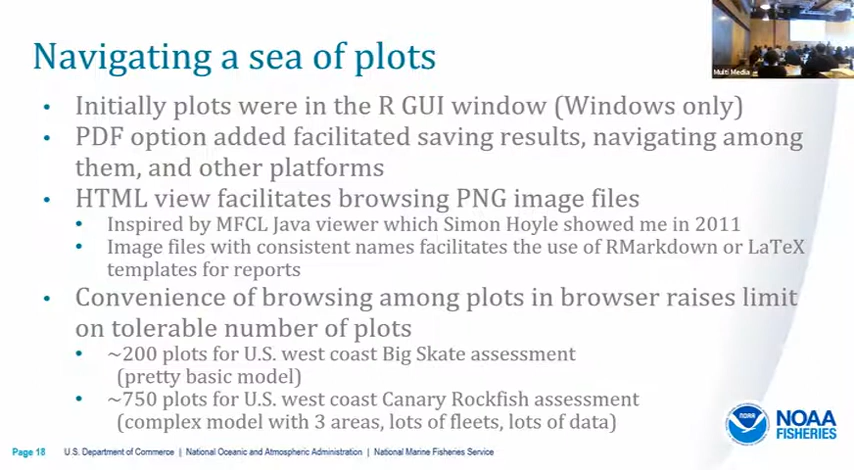 Navigating a sea of plots
• Initially plots were in the R GUI window (Windows only)
• PDF option added facilitated saving results, navigating among
them, and other platforms
• HTML view facilitates browsing PNG image files
• Inspired by MFCL Java viewer which Simon Hoyle showed me in 2011
• Image files with consistent names facilitates the use of RMarkdown or LaTeX
templates for reports
• Convenience of browsing among plots in browser raises limit
on tolerable number of plots
• ~200 plots for U.S. west coast Big Skate assessment
(pretty basic model)
• ~750 plots for U.S. west coast Canary Rockfish assessment
(complex model with 3 areas, lots of fleets, lots of data)
Multi Media
NOAA
NOAA
FISHERIES
Page 18 U.S. Department of Commerce | National Oceanic and Atmospheric Administration | National Marine Fisheries Service